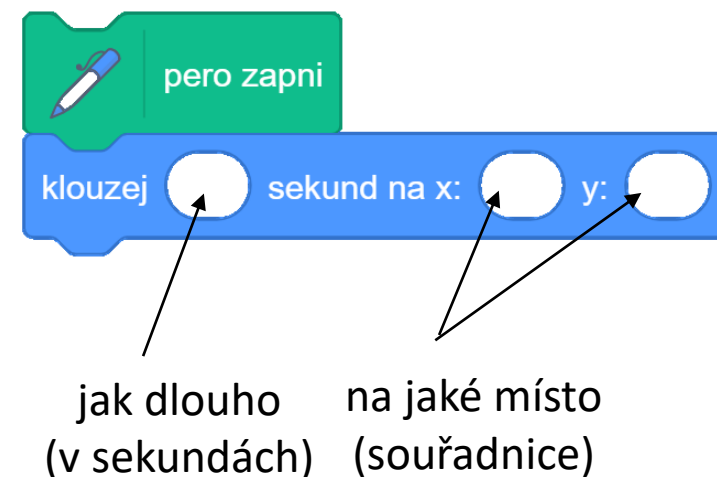 pero zapni
klouzej sekund na x: y:
jak dlouho
(v sekundách)
na jaké místo
(souřadnice)